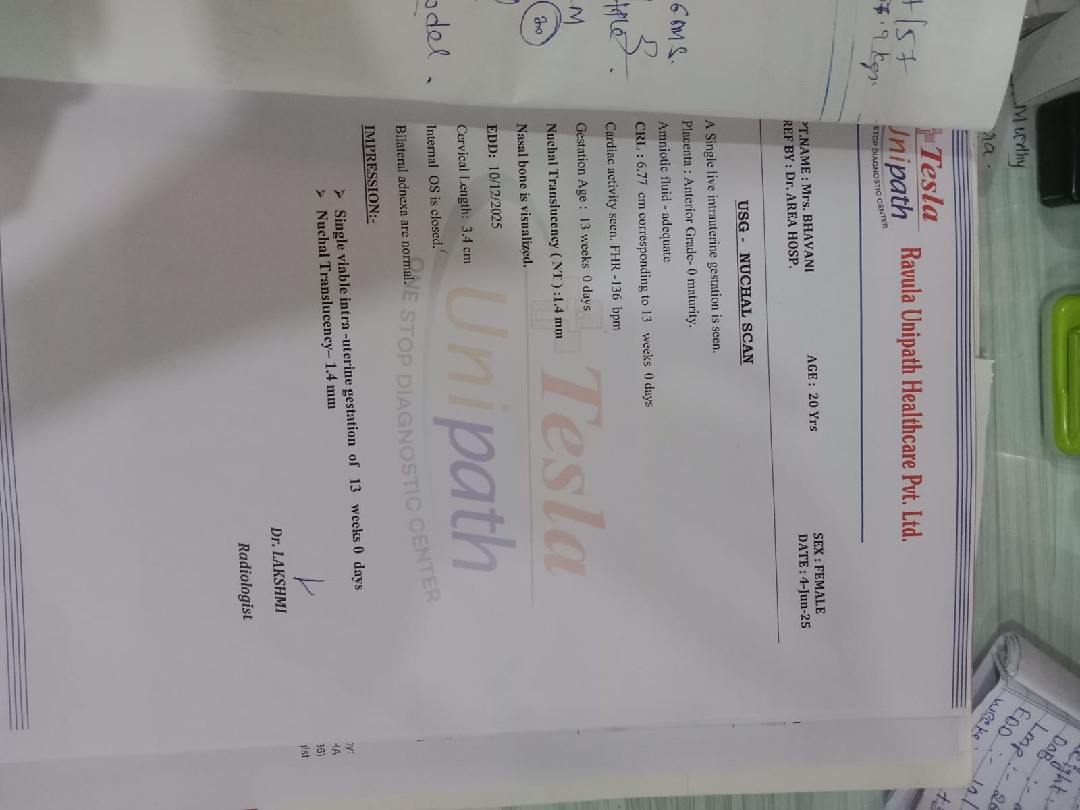 Tesla
Unipath
STOP DIAGNOSTIC CENTER
Ravula Unipath Healthcare Pvt. Ltd.
PT.NAME : Mrs. BHAVANI AGE : 20 Yrs SEX : FEMALE
REF BY : Dr. AREA HOSP. DATE : 4-Jun-25
USG - NUCHAL SCAN
A Single live intrauterine gestation is seen.
Placenta : Anterior Grade- 0 maturity.
Amniotic fluid - adequate
CRL : 6.77 cm corresponding to 13 weeks 0 days
Cardiac activity seen. FHR -136 bpm
Gestation Age : 13 weeks 0 days
Nuchal Translucency (NT) :1.4 mm
Nasal bone is visualized.
EDD: 10/12/2025
Cervical Length: 3.4 cm
Internal OS is closed.
Bilateral adnexa are normal.
IMPRESSION:-
➤ Single viable intra -uterine gestation of 13 weeks 0 days
➤ Nuchal Translucency– 1.4 mm
Dr. LAKSHMI
Radiologist
Tesla
Unipath
ONE STOP DIAGNOSTIC CENTER